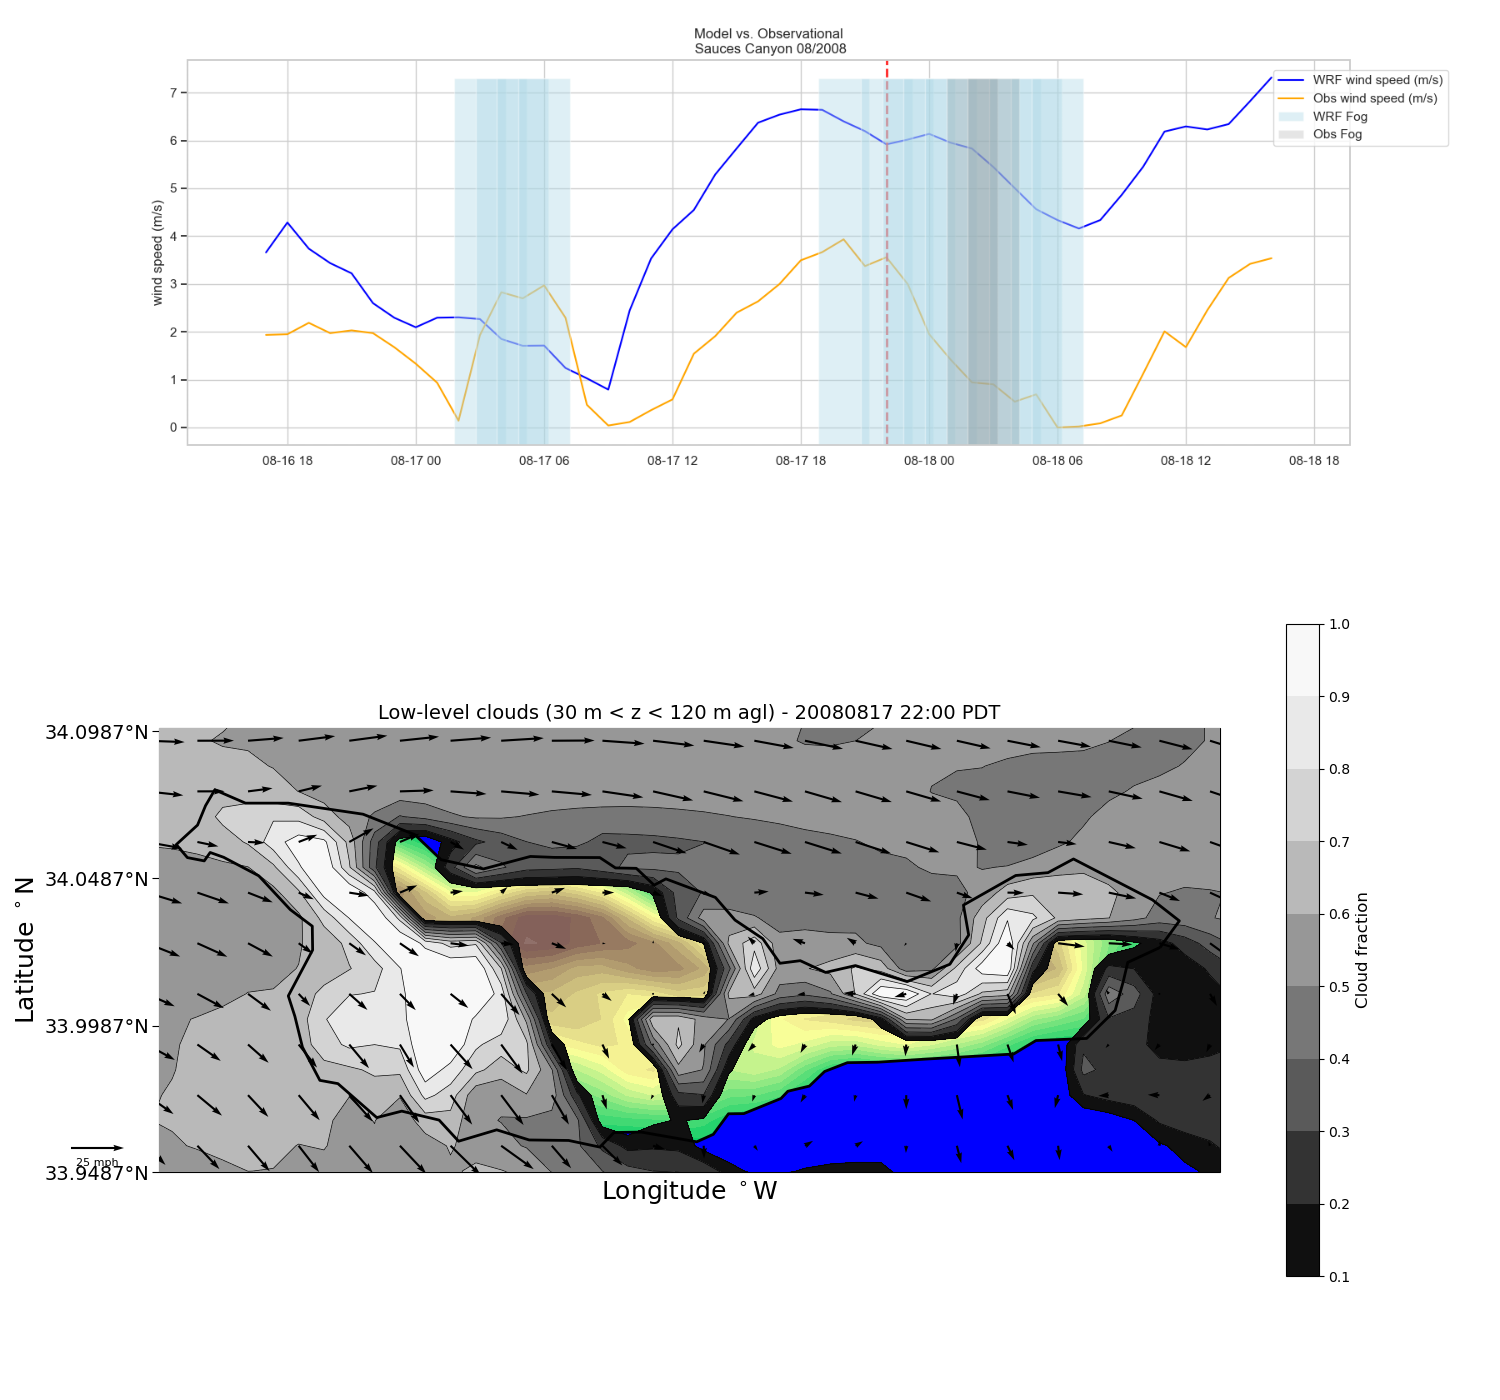 Model vs. Observational
Sauces Canyon 08/2008
WRF wind speed (m/s)
Obs wind speed (m/s)
WRF Fog
Obs Fog
wind speed (m/s)
7
6
5
4
3
2
1
0
08-16 18
08-17 00
08-17 06
08-17 12
08-17 18
08-18 00
08-18 06
08-18 12
08-18 18
Low-level clouds (30 m < z < 120 m agl) - 20080817 22:00 PDT
34.0987°N
34.0487°N
33.9987°N
33.9487°N
Latitude °N
25 mph
Longitude °W
1.0
0.9
0.8
0.7
0.6
0.5
0.4
0.3
0.2
0.1
Cloud fraction